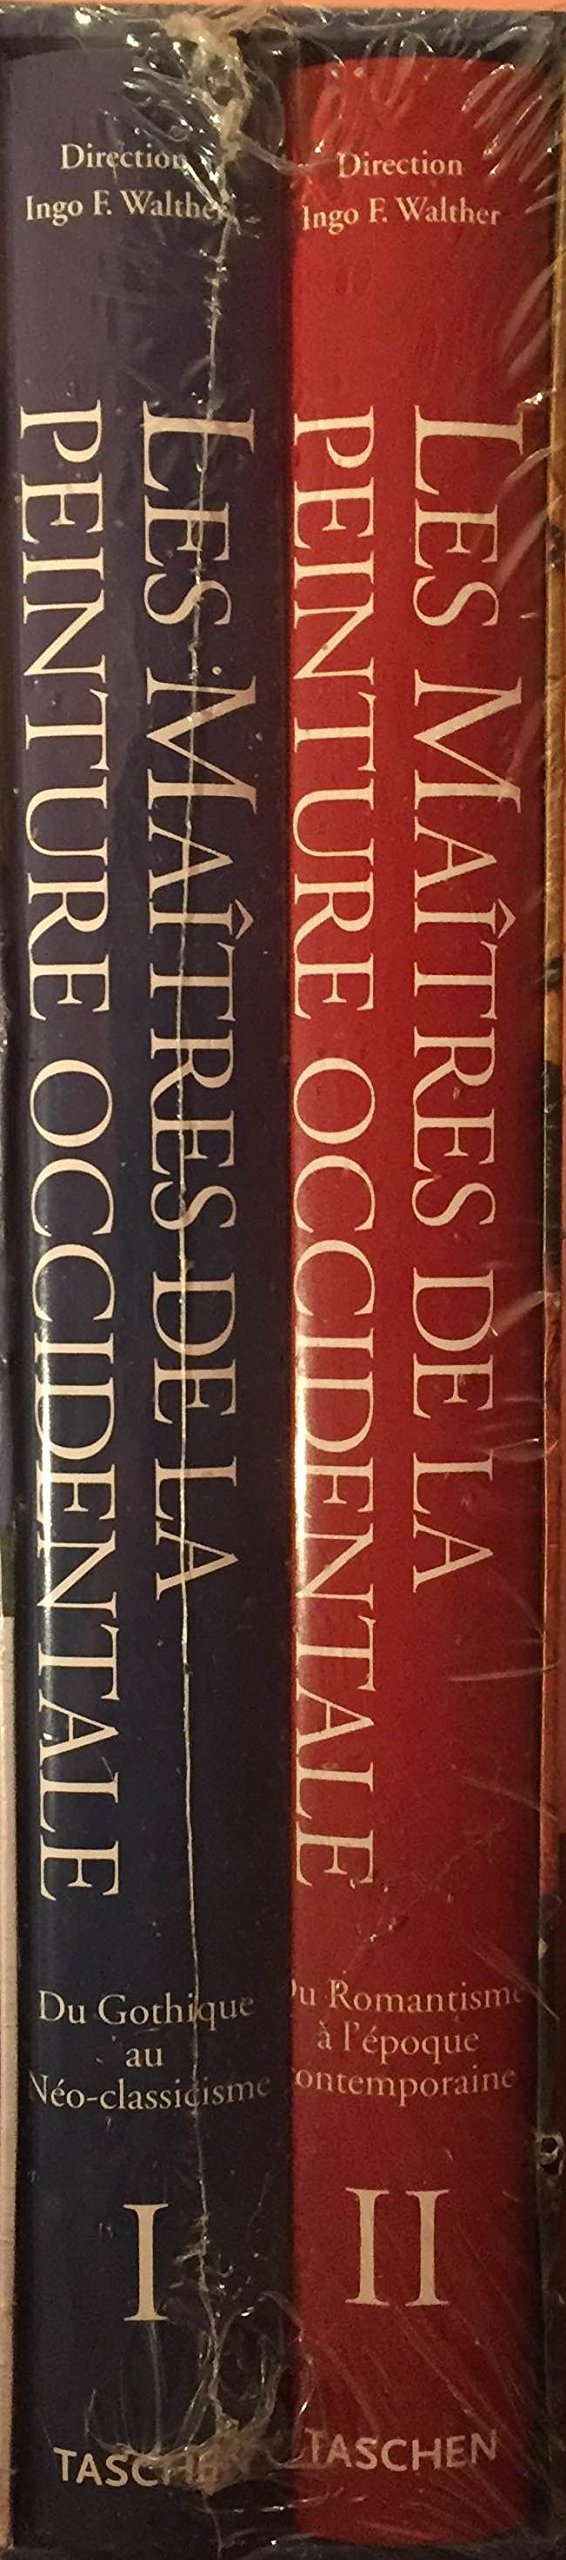 Direction
Ingo F. Walther
LES MAÎTRES DE LA
PEINTURE OCCIDENTALE
Du Gothique
au
Néo-classicisme
I
TASCHEN
Direction
Ingo F. Walther
LES MAÎTRES DE LA
PEINTURE OCCIDENTALE
Du Romantisme
à l'époque
contemporaine
II
TASCHEN